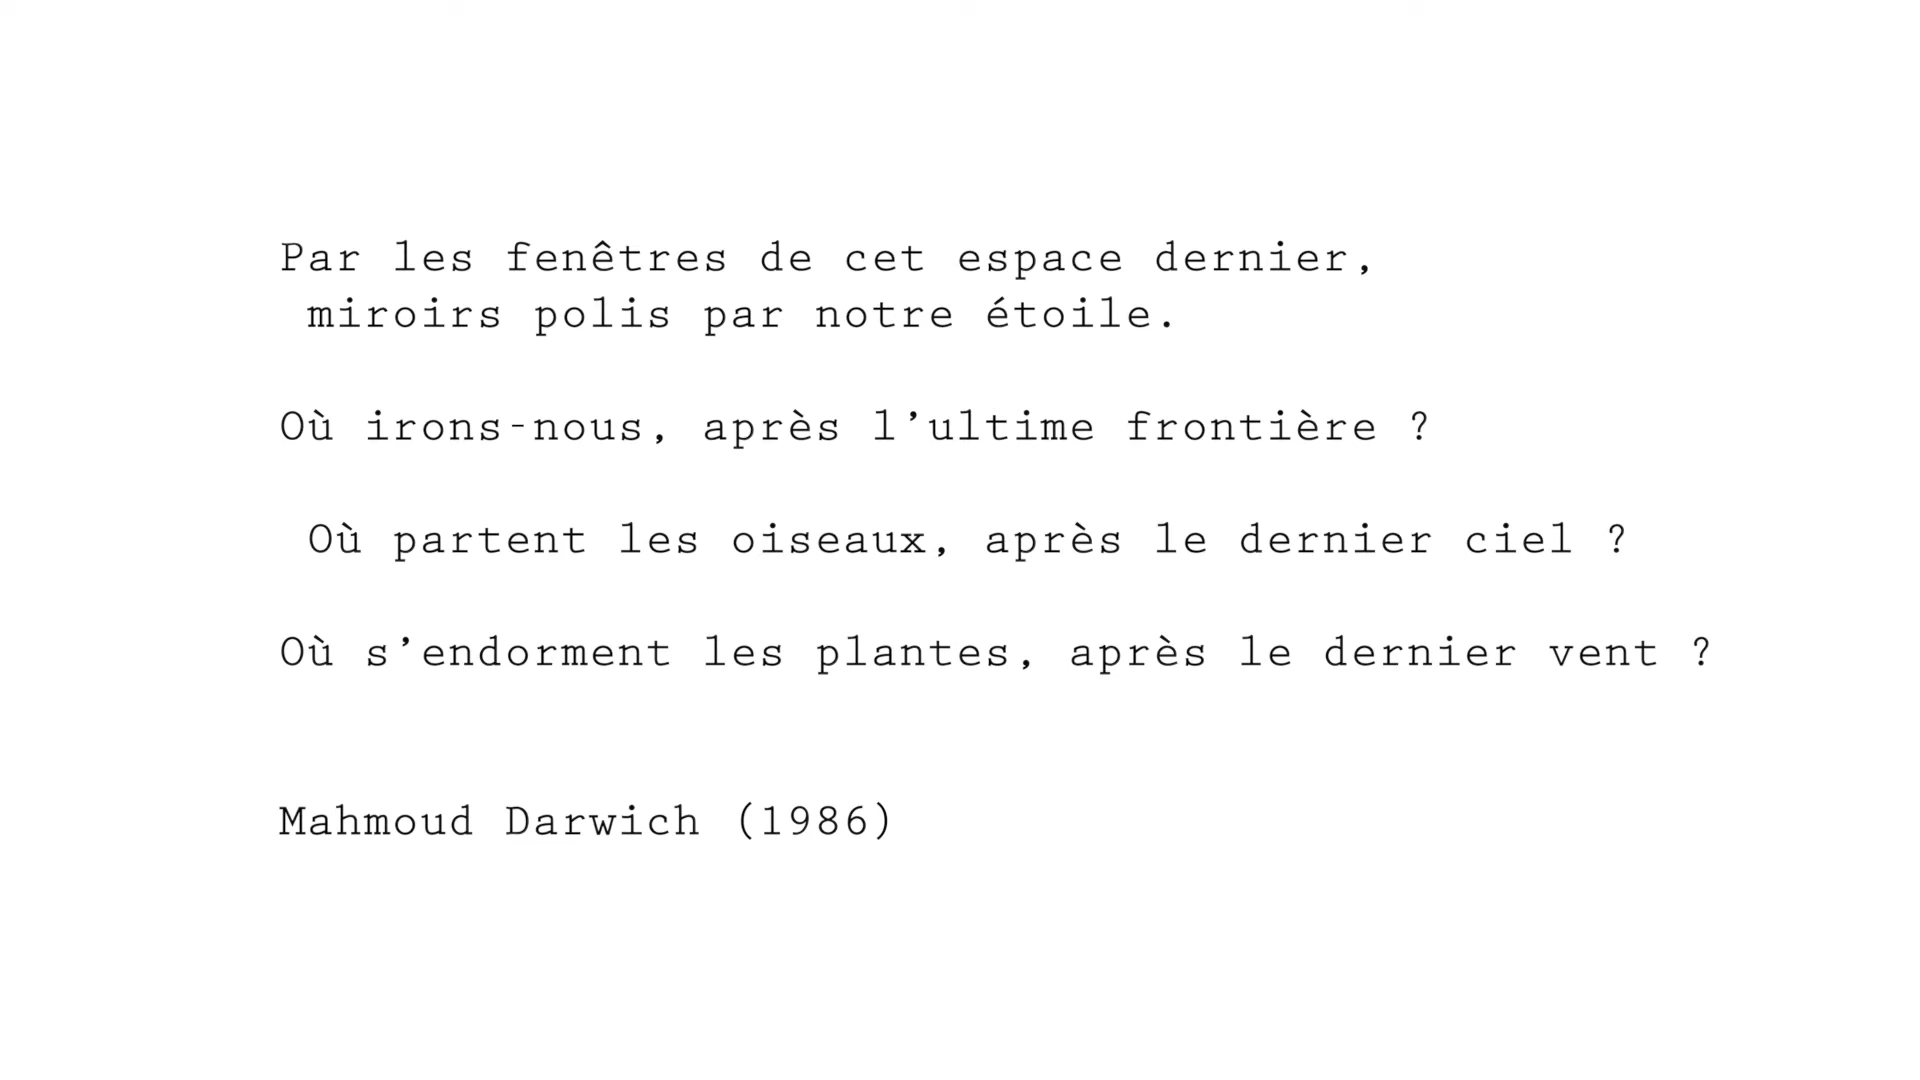 Par les fenêtres de cet espace dernier,
miroirs polis par notre étoile.
Où irons-nous, après l’ultime frontière ?
Où partent les oiseaux, après le dernier ciel ?
Où s’endorment les plantes, après le dernier vent ?
Mahmoud Darwich (1986)